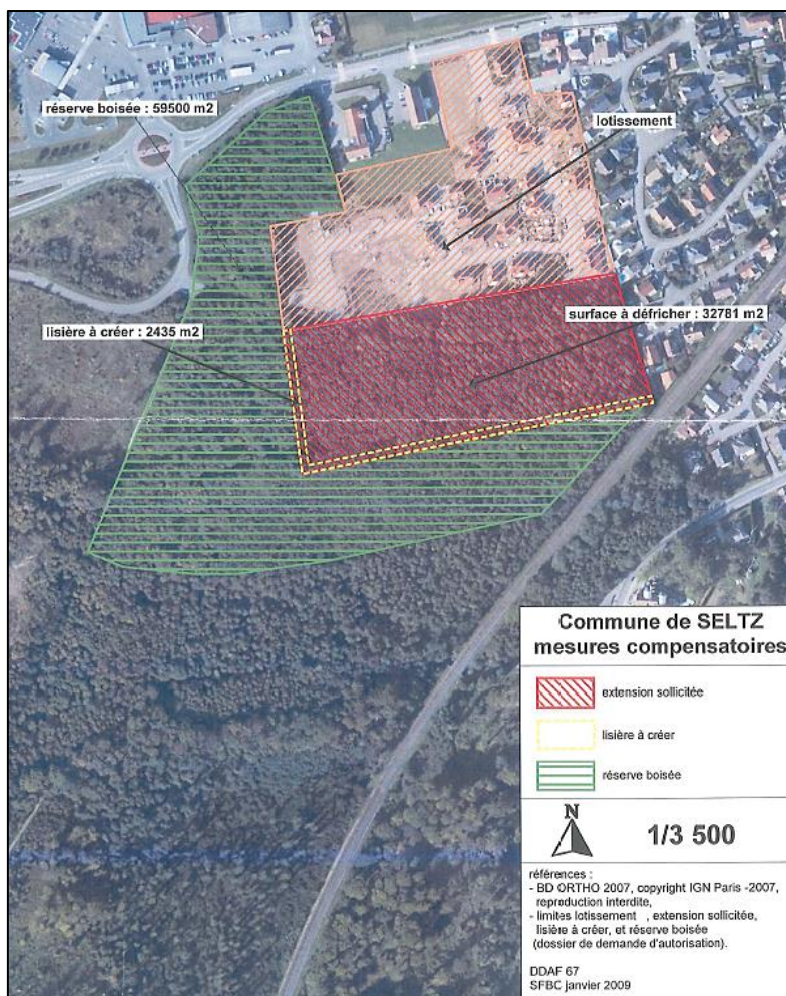 réserve boisée : 59500 m2
lotissement
surface à défricher : 32781 m2
lisière à créer : 2435 m2
Commune de SELTZ
mesures compensatoires
extension sollicitée
lisière à créer
réserve boisée
N
1/3 500
références :
- BD ORTHO 2007, copyright IGN Paris -2007,
reproduction interdite,
- limites lotissement , extension sollicitée,
lisière à créer, et réserve boisée
(dossier de demande d'autorisation).
DDAF 67
SFBC janvier 2009